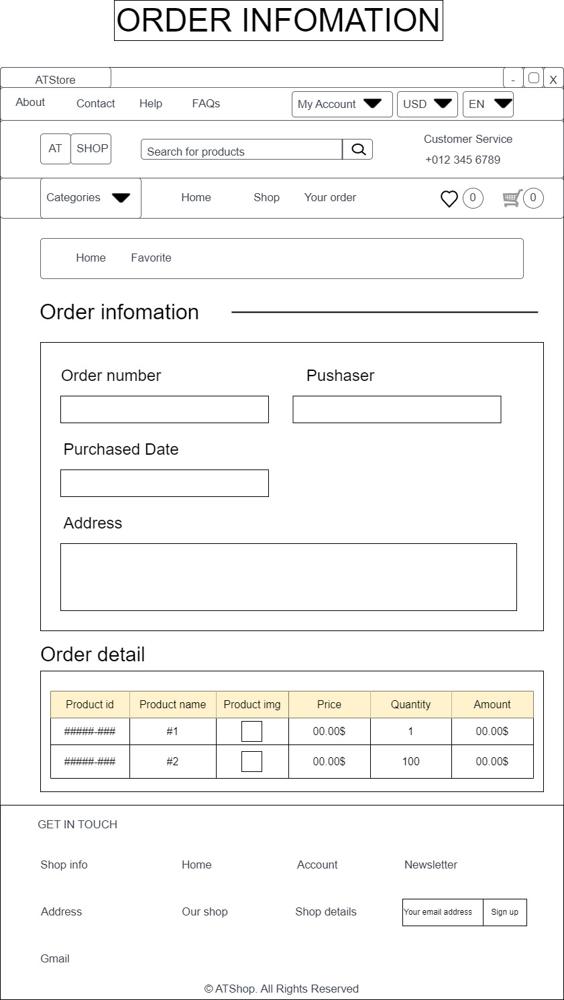 ORDER INFOMATION
ATStore - X
About Contact Help FAQs My Account USD EN
AT SHOP Search for products Customer Service
+012 345 6789
Categories Home Shop Your order 0 0
Home Favorite
Order infomation
Order number Pushaser
Purchased Date
Address
Order detail
Product id Product name Product img Price Quantity Amount
#####-### #1 00.00$ 1 00.00$
#####-### #2 00.00$ 100 00.00$
GET IN TOUCH
Shop info Home Account Newsletter
Address Our shop Shop details Your email address Sign up
Gmail
© ATShop. All Rights Reserved